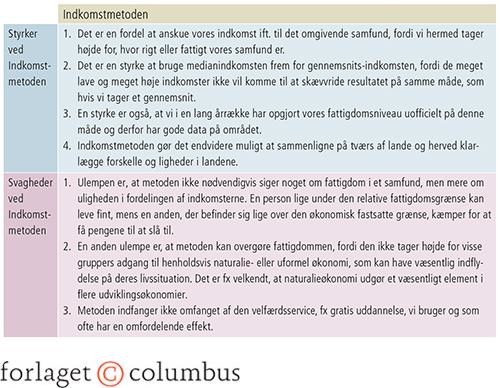 Indkomstmetoden
Styrker
ved
Indkomst-
metoden
1. Det er en fordel at anskue vores indkomst ift. til det omgivende samfund, fordi vi hermed tager
højde for, hvor rigt eller fattigt vores samfund er.
2. Det er en styrke at bruge medianindkomsten frem for gennemsnits-indkomsten, fordi de meget
lave og meget høje indkomster ikke vil komme til at skævvride resultatet på samme måde, som
hvis vi tager et gennemsnit.
3. En styrke er også, at vi i en lang årrække har opgjort vores fattigdomsniveau uofficielt på denne
måde og derfor har gode data på området.
4. Indkomstmetoden gør det endvidere muligt at sammenligne på tværs af lande og herved klar-
lægge forskelle og ligheder i landene.
Svagheder
ved
Indkomst-
metoden
1. Ulempen er, at metoden ikke nødvendigvis siger noget om fattigdom i et samfund, men mere om
uligheden i fordelingen af indkomsterne. En person lige under den relative fattigdomsgrænse kan
leve fint, mens en anden, der befinder sig lige over den økonomisk fastsatte grænse, kæmper for at
få pengene til at slå til.
2. En anden ulempe er, at metoden kan overgøre fattigdommen, fordi den ikke tager højde for visse
gruppers adgang til henholdsvis naturalie- eller uformel økonomi, som kan have væsentlig indfly-
delse på deres livssituation. Det er fx velkendt, at naturalieøkonomi udgør et væsentligt element i
flere udviklingsøkonomier.
3. Metoden indfanger ikke omfanget af den velfærdsservice, fx gratis uddannelse, vi bruger og som
ofte har en omfordelende effekt.
forlaget © columbus